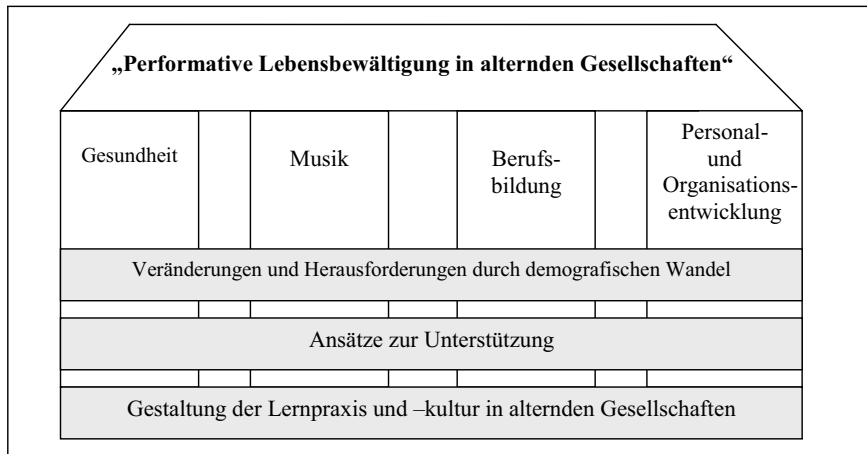 „Performative Lebensbewältigung in alternden Gesellschaften“
Gesundheit
Musik
Berufs-
bildung
Personal-
und
Organisations-
entwicklung
Veränderungen und Herausforderungen durch demografischen Wandel
Ansätze zur Unterstützung
Gestaltung der Lernpraxis und –kultur in alternden Gesellschaften